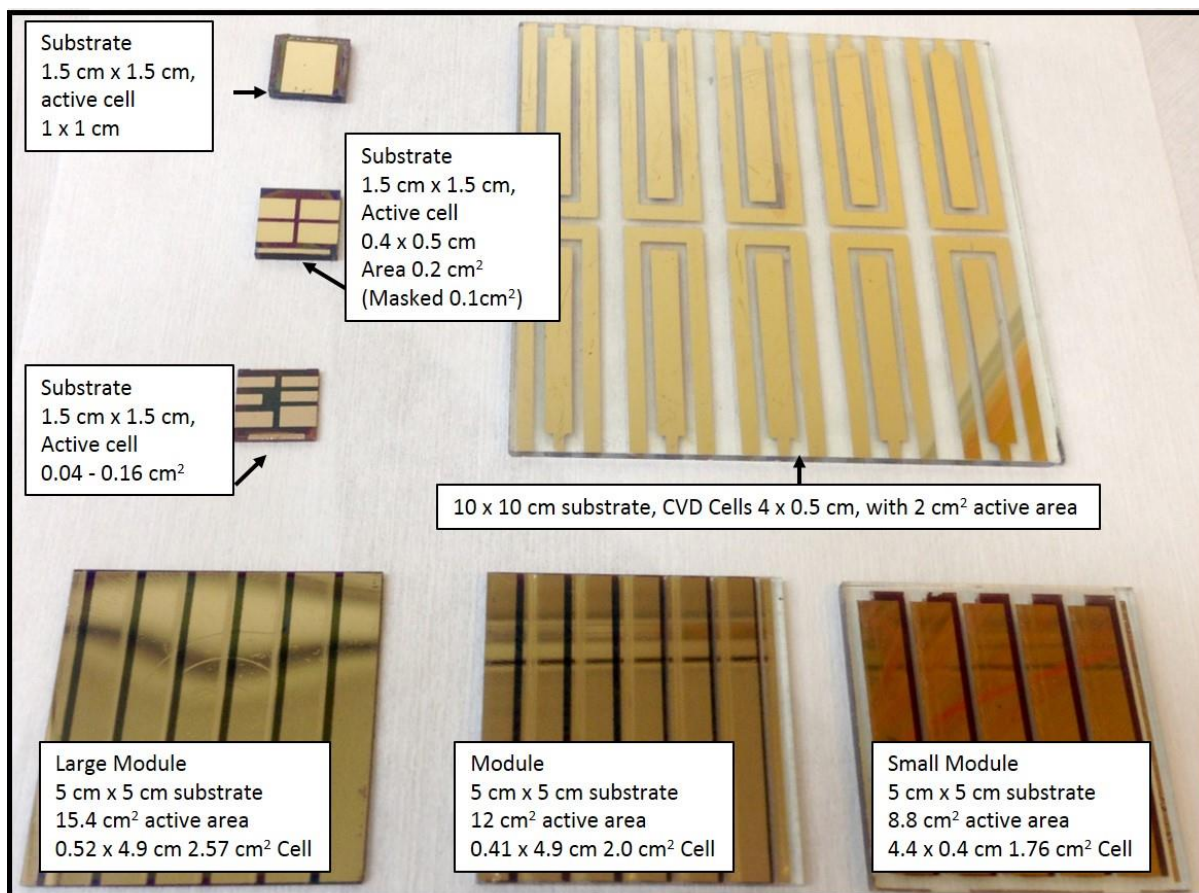 Substrate
1.5 cm x 1.5 cm,
active cell
1 x 1 cm
Substrate
1.5 cm x 1.5 cm,
Active cell
0.4 x 0.5 cm
Area 0.2 cm²
(Masked 0.1cm²)
Substrate
1.5 cm x 1.5 cm,
Active cell
0.04 - 0.16 cm²
10 x 10 cm substrate, CVD Cells 4 x 0.5 cm, with 2 cm² active area
Large Module
5 cm x 5 cm substrate
15.4 cm² active area
0.52 x 4.9 cm 2.57 cm² Cell
Module
5 cm x 5 cm substrate
12 cm² active area
0.41 x 4.9 cm 2.0 cm² Cell
Small Module
5 cm x 5 cm substrate
8.8 cm² active area
4.4 x 0.4 cm 1.76 cm² Cell